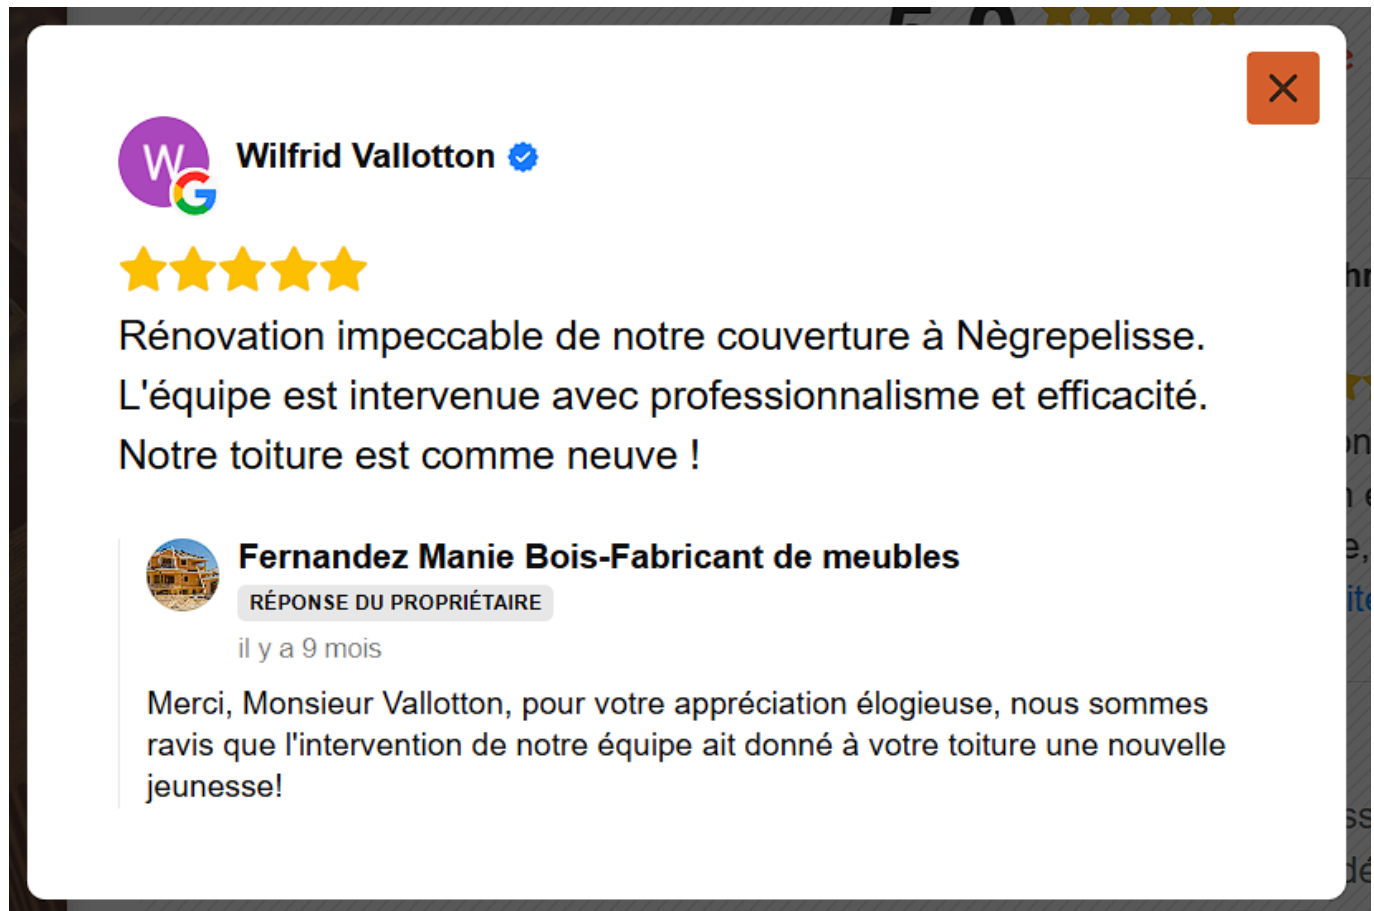 5,0
W
Wilfrid Vallotton
Rénovation impeccable de notre couverture à Nègrepelisse.
L'équipe est intervenue avec professionnalisme et efficacité.
Notre toiture est comme neuve !
Fernandez Manie Bois-Fabricant de meubles
RÉPONSE DU PROPRIÉTAIRE
il y a 9 mois
Merci, Monsieur Vallotton, pour votre appréciation élogieuse, nous sommes
ravis que l'intervention de notre équipe ait donné à votre toiture une nouvelle
jeunesse!